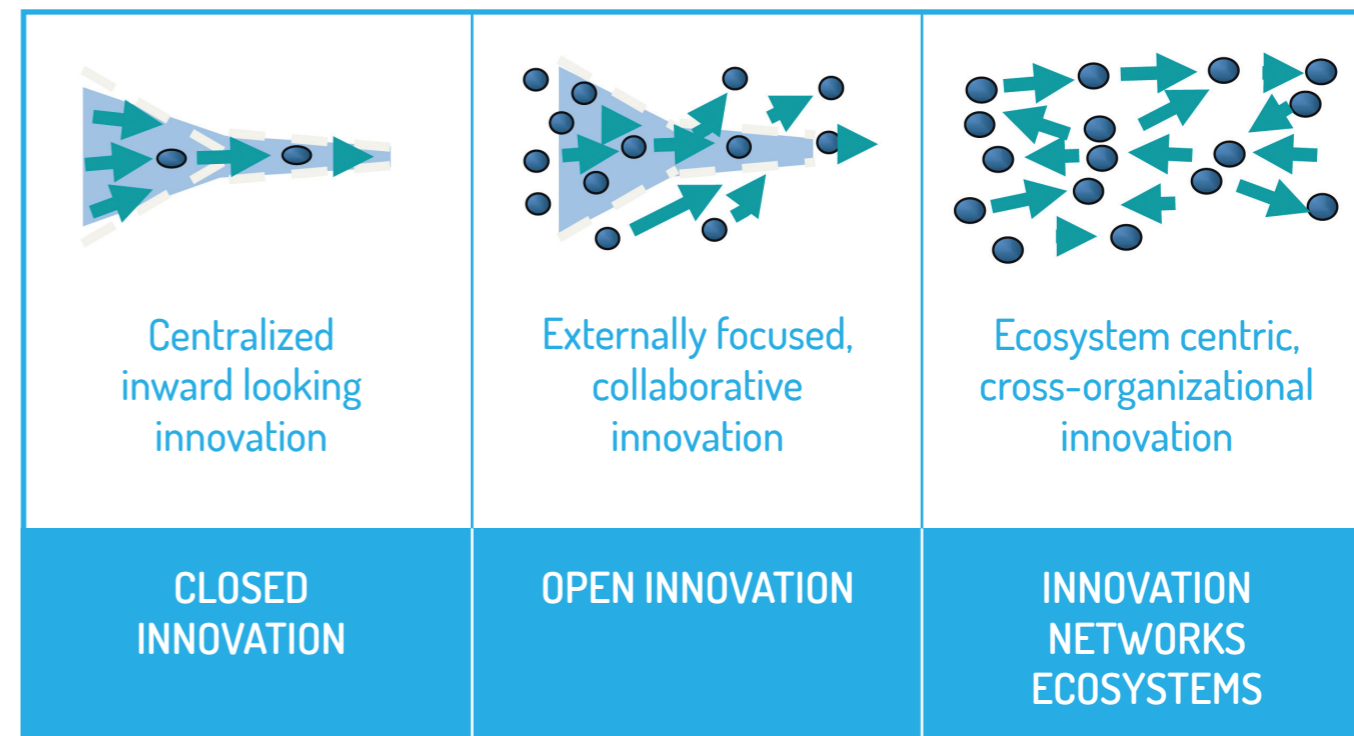 Centralized
inward looking
innovation
Externally focused,
collaborative
innovation
Ecosystem centric,
cross-organizational
innovation
CLOSED
INNOVATION
OPEN INNOVATION
INNOVATION
NETWORKS
ECOSYSTEMS